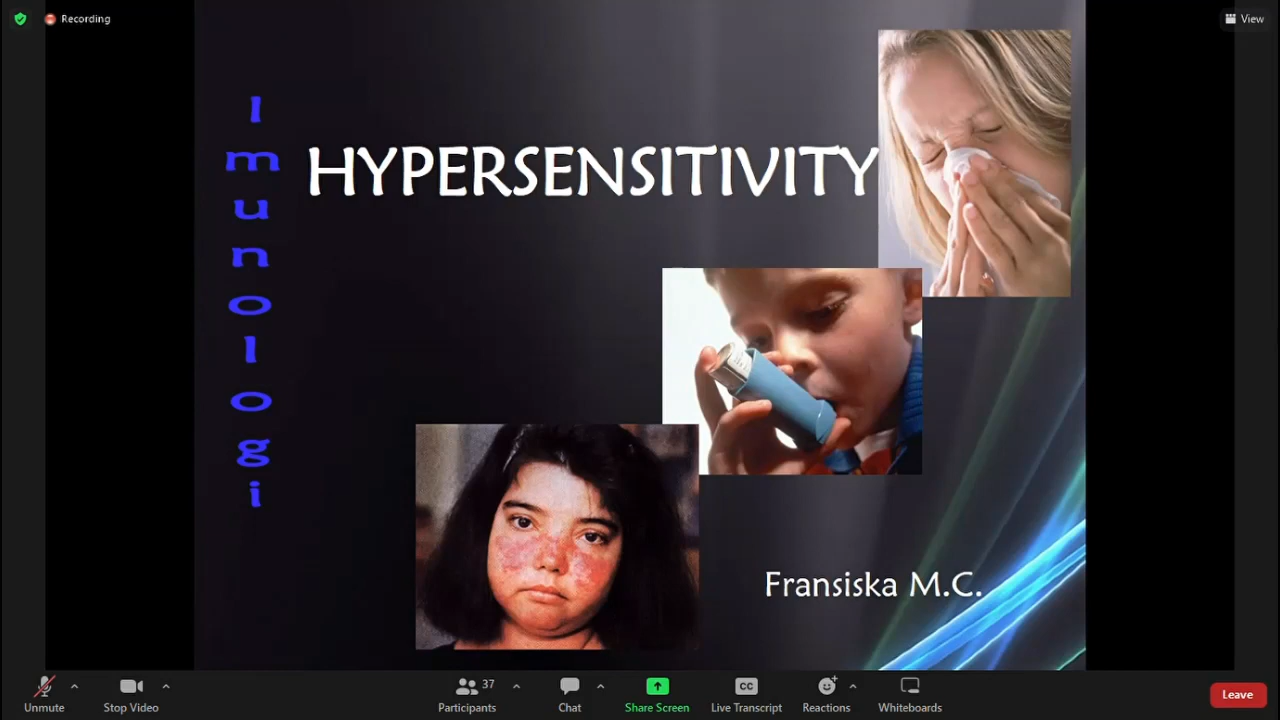 Recording
View
Imunologi
HYPERSENSITIVITY
Fransiska M.C.
37
CC
Unmute
Stop Video
Participants
Chat
Share Screen
Live Transcript
Reactions
Whiteboards
Leave